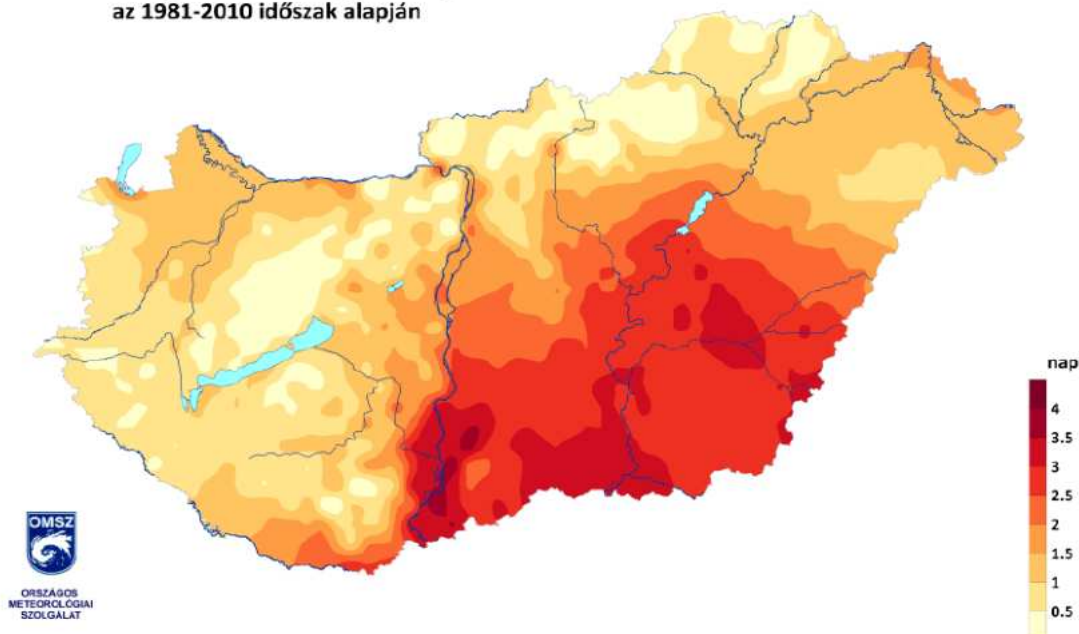 az 1981-2010 időszak alapján
nap
4
3.5
3
2.5
2
1.5
1
0.5
OMSZ
ORSZÁGOS
METEOROLÓGIAI
SZOLGÁLAT